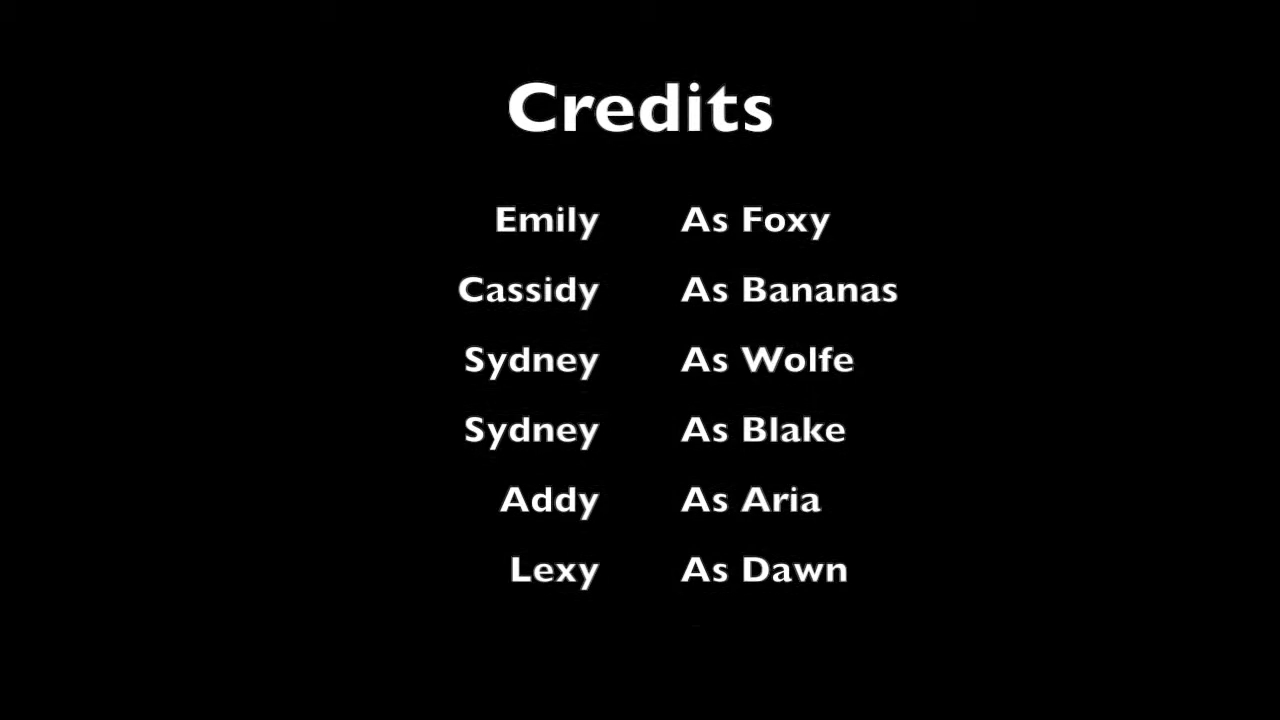 Credits
Emily As Foxy
Cassidy As Bananas
Sydney As Wolfe
Sydney As Blake
Addy As Aria
Lexy As Dawn